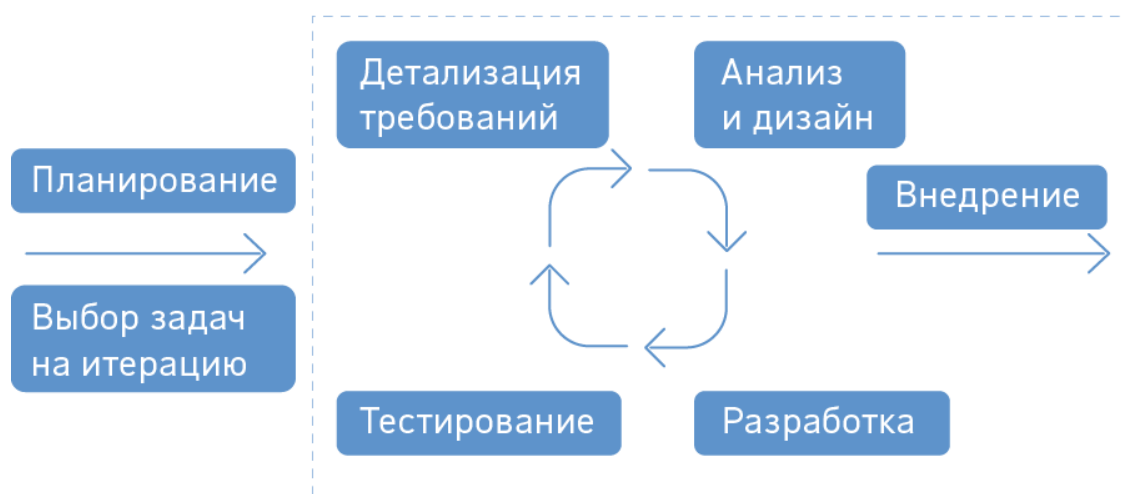 Планирование
Выбор задач
на итерацию
Детализация
требований
Анализ
и дизайн
Тестирование
Разработка
Внедрение